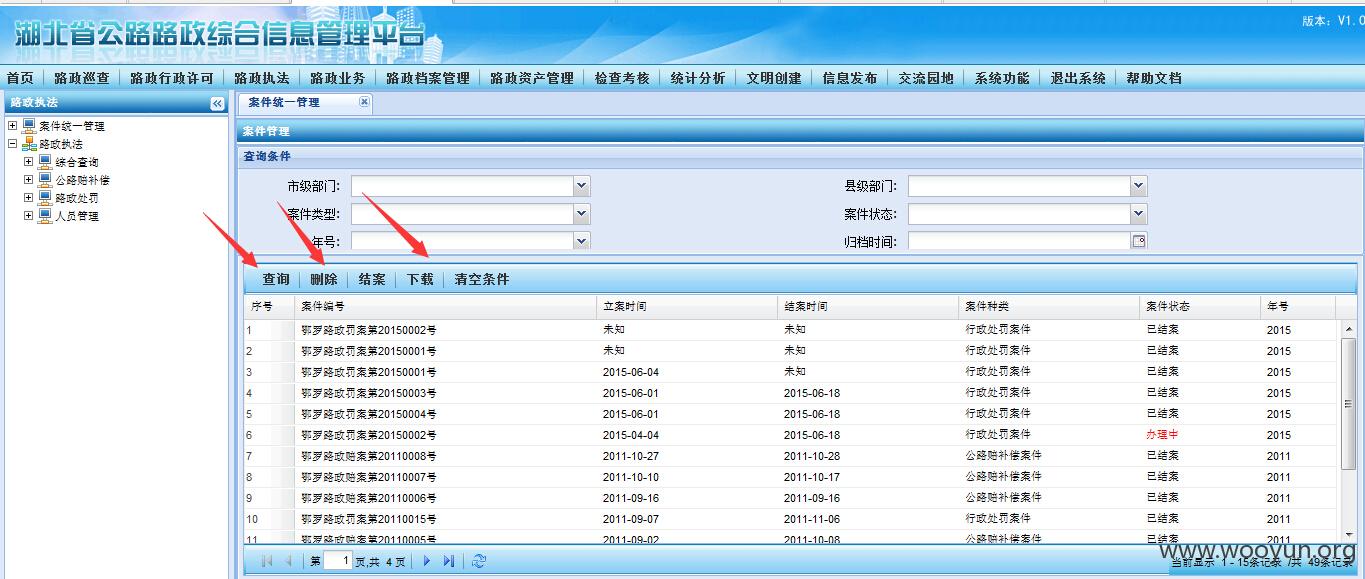 湖北省公路路政综合信息管理平台
版本：V1.0
首页 路政巡查 路政行政许可 路政执法 路政业务 路政档案管理 路政资产管理 检查考核 统计分析 文明创建 信息发布 交流园地 系统功能 退出系统 帮助文档
路政执法
案件统一管理
路政执法
综合查询
公路赔补偿
路政处罚
人员管理
案件统一管理
案件管理
查询条件
市级部门: 县级部门:
案件类型: 案件状态:
年号: 归档时间:
查询 删除 结案 下载 清空条件
序号 案件编号 立案时间 结案时间 案件种类 案件状态 年号
1 鄂罗路政罚案第20150002号 未知 未知 行政处罚案件 已结案 2015
2 鄂罗路政罚案第20150001号 未知 未知 行政处罚案件 已结案 2015
3 鄂罗路政罚案第20150001号 2015-06-04 未知 行政处罚案件 已结案 2015
4 鄂罗路政罚案第20150003号 2015-06-01 2015-06-18 行政处罚案件 已结案 2015
5 鄂罗路政罚案第20150004号 2015-06-01 2015-06-18 行政处罚案件 已结案 2015
6 鄂罗路政罚案第20150002号 2015-04-04 2015-06-18 行政处罚案件 办理中 2015
7 鄂罗路政赔案第20110008号 2011-10-27 2011-10-28 公路赔补偿案件 已结案 2011
8 鄂罗路政赔案第20110007号 2011-10-10 2011-10-17 公路赔补偿案件 已结案 2011
9 鄂罗路政赔案第20110006号 2011-09-16 2011-09-16 公路赔补偿案件 已结案 2011
10 鄂罗路政罚案第20110015号 2011-09-07 2011-11-06 行政处罚案件 已结案 2011
11 鄂罗路政赔案第20110005号 2011-09-02 2011-10-08 公路赔补偿案件 已结案 2011
第 1 页,共 4 页
www.wooyun.org
当前显示 1 - 15条记录 /共 49条记录